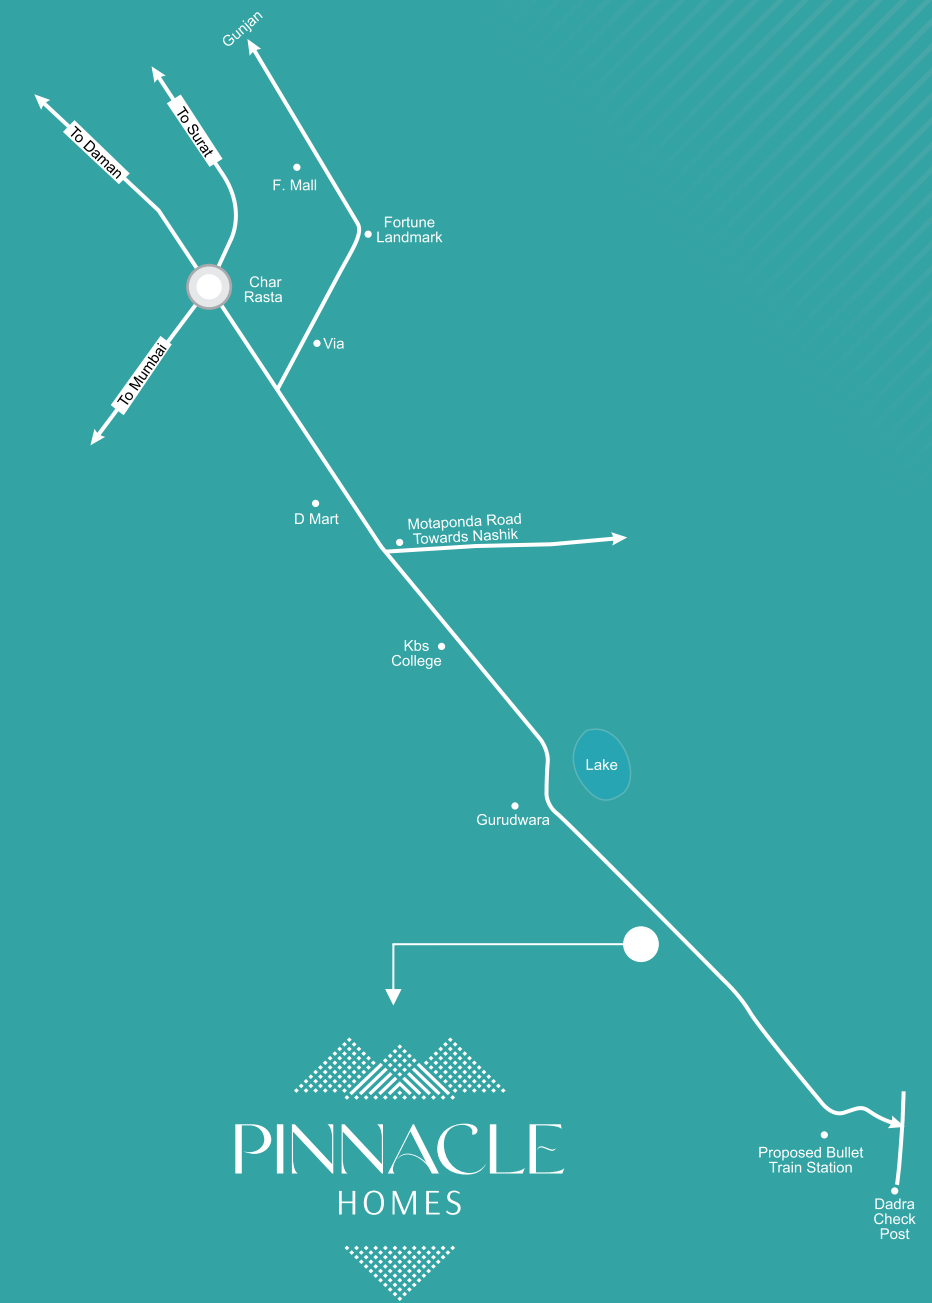 Gunjan
To Surat
To Daman
F. Mall
Fortune
Landmark
Char
Rasta
Via
To Mumbai
D Mart
Motaponda Road
Towards Nashik
Kbs
College
Lake
Gurudwara
PINNACLE
HOMES
Proposed Bullet
Train Station
Dadra
Check
Post